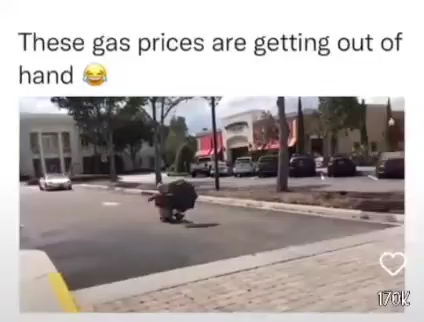 These gas prices are getting out of
hand 😂
170K